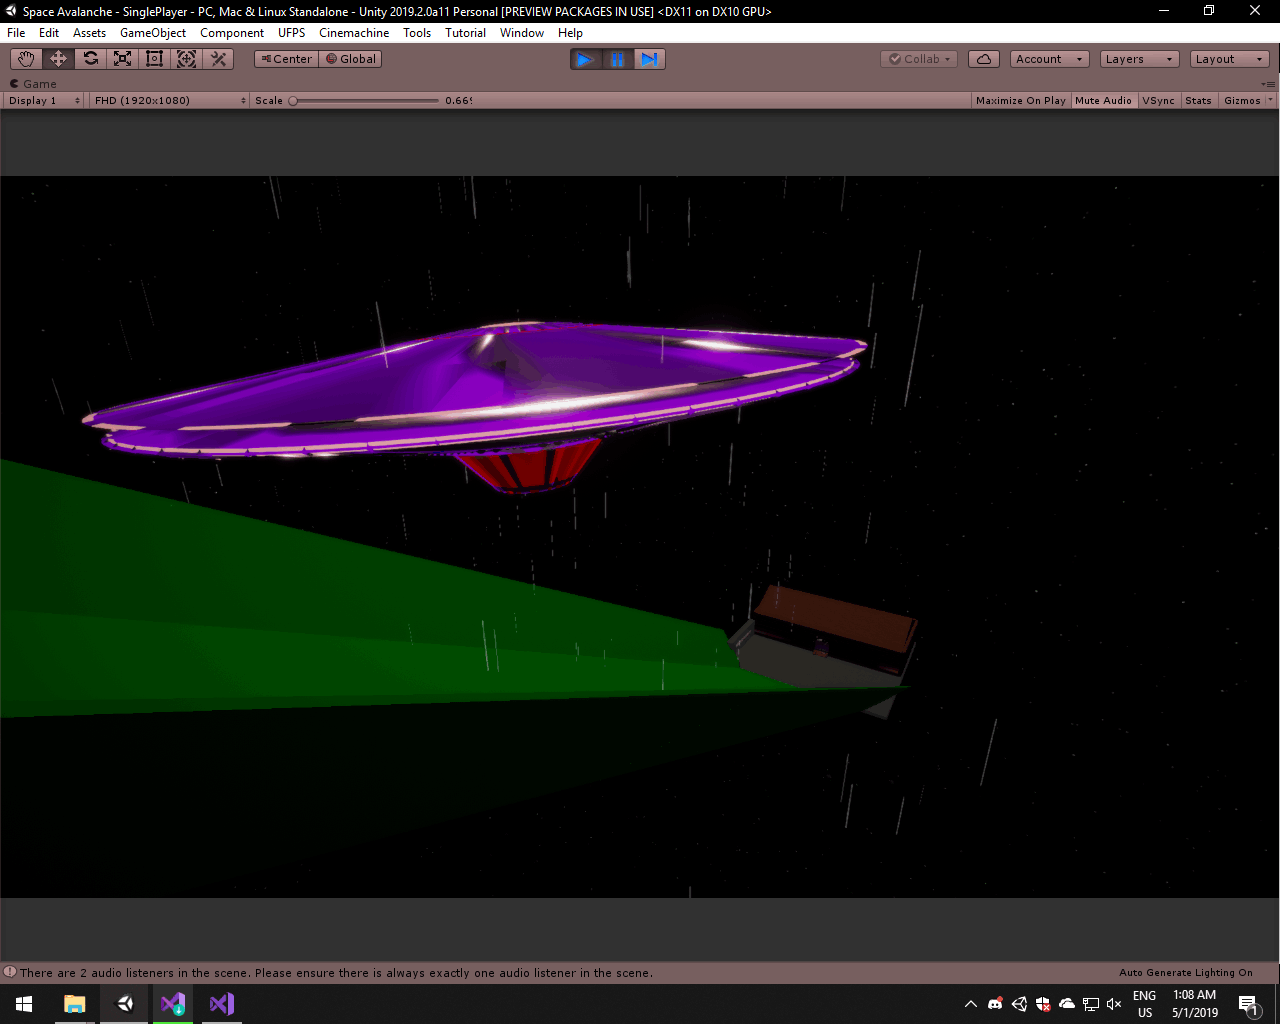 Space Avalanche - SinglePlayer - PC, Mac & Linux Standalone - Unity 2019.2.0a11 Personal [PREVIEW PACKAGES IN USE] <DX11 on DX10 GPU>
File Edit Assets GameObject Component UFPS Cinemachine Tools Tutorial Window Help
Center Global Collab Account Layers Layout
Game
Display 1 FHD (1920x1080) Scale 0.66 Maximize On Play Mute Audio VSync Stats Gizmos
There are 2 audio listeners in the scene. Please ensure there is always exactly one audio listener in the scene. Auto Generate Lighting On
ENG 1:08 AM
US 5/1/2019 1